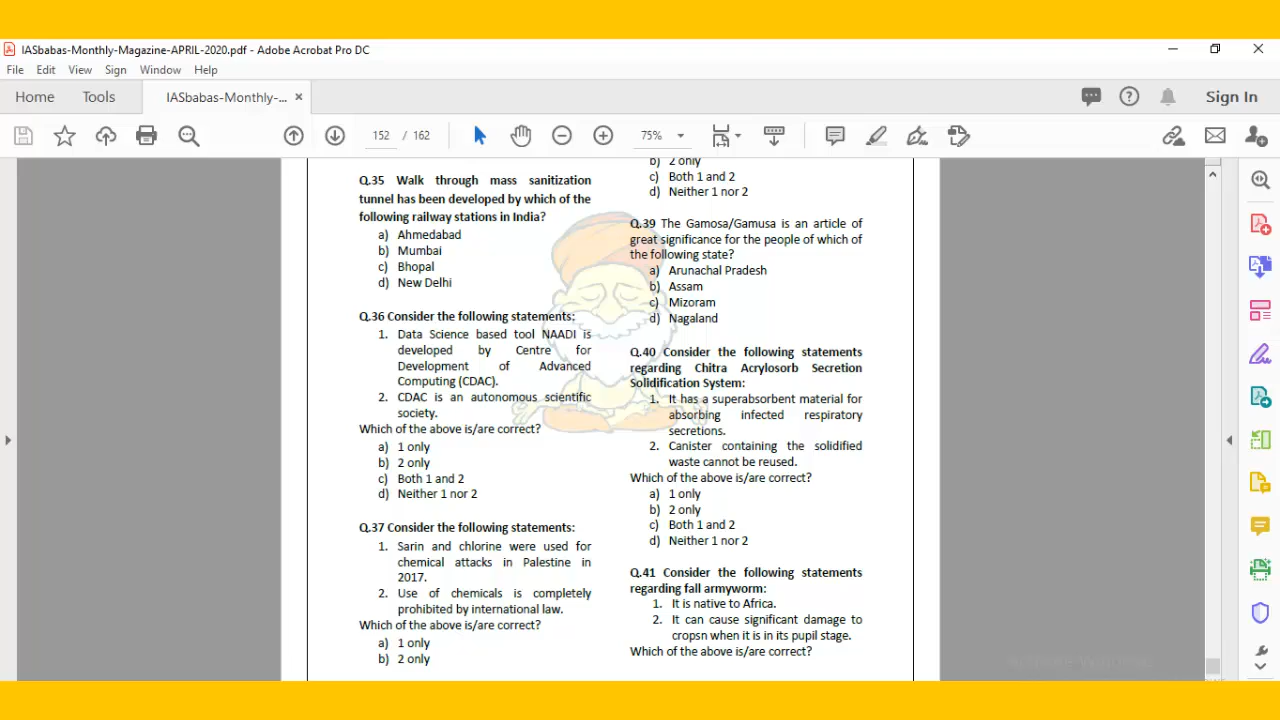 IASbabas-Monthly-Magazine-APRIL-2020.pdf - Adobe Acrobat Pro DC
File Edit View Sign Window Help
Home Tools IASbabas-Monthly-... × Sign In
152 / 162 75%
Q.35 Walk through mass sanitization
tunnel has been developed by which of the
following railway stations in India?
a) Ahmedabad
b) Mumbai
c) Bhopal
d) New Delhi
Q.36 Consider the following statements:
1. Data Science based tool NAADI is
developed by Centre for
Development of Advanced
Computing (CDAC).
2. CDAC is an autonomous scientific
society.
Which of the above is/are correct?
a) 1 only
b) 2 only
c) Both 1 and 2
d) Neither 1 nor 2
Q.37 Consider the following statements:
1. Sarin and chlorine were used for
chemical attacks in Palestine in
2017.
2. Use of chemicals is completely
prohibited by international law.
Which of the above is/are correct?
a) 1 only
b) 2 only
b) 2 only
c) Both 1 and 2
d) Neither 1 nor 2
Q.39 The Gamosa/Gamusa is an article of
great significance for the people of which of
the following state?
a) Arunachal Pradesh
b) Assam
c) Mizoram
d) Nagaland
Q.40 Consider the following statements
regarding Chitra Acrylosorb Secretion
Solidification System:
1. It has a superabsorbent material for
absorbing infected respiratory
secretions.
2. Canister containing the solidified
waste cannot be reused.
Which of the above is/are correct?
a) 1 only
b) 2 only
c) Both 1 and 2
d) Neither 1 nor 2
Q.41 Consider the following statements
regarding fall armyworm:
1. It is native to Africa.
2. It can cause significant damage to
cropsn when it is in its pupil stage.
Which of the above is/are correct?